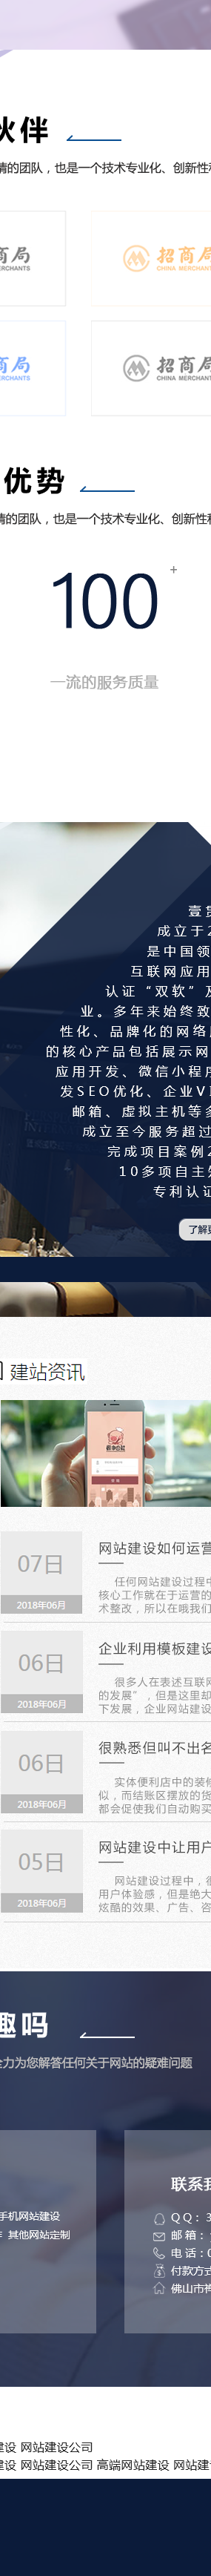 伙伴
情的团队，也是一个技术专业化、创新性
商局 招商局
MERCHANTS CHINA MERCHANTS
商局 招商局
MERCHANTS CHINA MERCHANTS
优势
情的团队，也是一个技术专业化、创新性
100 +
一流的服务质量
壹
成立于
是中国领
互联网应用
认证“双软”及
业。多年来始终致
性化、品牌化的网络
的核心产品包括展示网
应用开发、微信小程序
发SEO优化、企业VI
邮箱、虚拟主机等多
成立至今服务超过
完成项目案例2
10多项自主知
专利认证
了解更
建站资讯
07日
2018年06月
网站建设如何运营
任何网站建设过程中
核心工作就在于运营的
术整改，所以在哦我们
06日
2018年06月
企业利用模板建设
很多人在表述互联网
的发展”，但是这里却
下发展，企业网站建设
06日
2018年06月
很熟悉但叫不出名
实体便利店中的装修
似，而结账区摆放的货
都会促使我们自动购买
05日
2018年06月
网站建设中让用户
网站建设过程中，很
用户体验感，但是绝大
炫酷的效果、广告、咨
趣吗
全力为您解答任何关于网站的疑难问题
手机网站建设
其他网站定制
联系我
QQ：3
邮箱：
电话：0
付款方式
佛山市禅
建设 网站建设公司
建设 网站建设公司 高端网站建设 网站建设